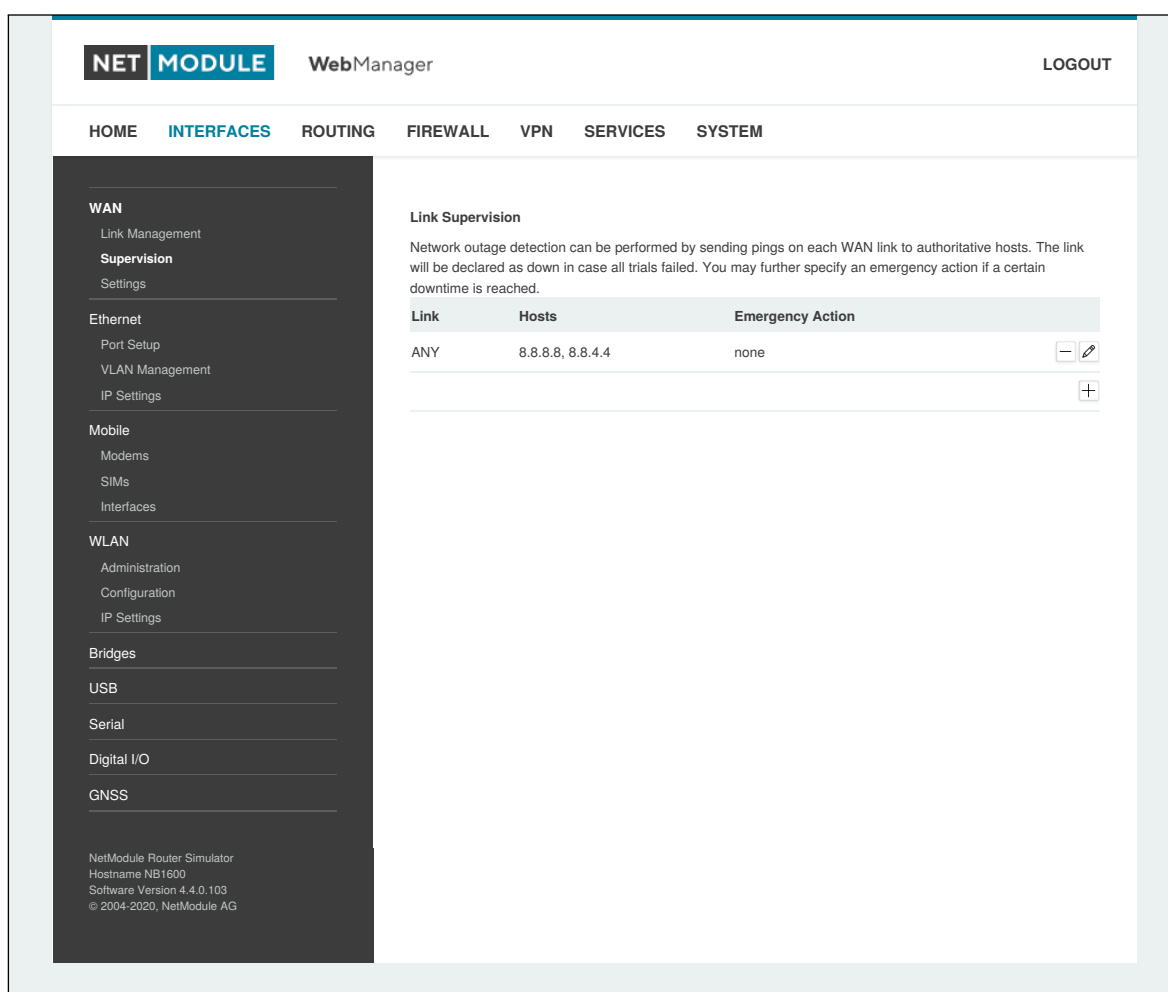 NET MODULE WebManager LOGOUT
HOME INTERFACES ROUTING FIREWALL VPN SERVICES SYSTEM
WAN
Link Management
Supervision
Settings
Ethernet
Port Setup
VLAN Management
IP Settings
Mobile
Modems
SIMs
Interfaces
WLAN
Administration
Configuration
IP Settings
Bridges
USB
Serial
Digital I/O
GNSS
NetModule Router Simulator
Hostname NB1600
Software Version 4.4.0.103
© 2004-2020, NetModule AG
Link Supervision
Network outage detection can be performed by sending pings on each WAN link to authoritative hosts. The link
will be declared as down in case all trials failed. You may further specify an emergency action if a certain
downtime is reached.
Link Hosts Emergency Action
ANY 8.8.8.8, 8.8.4.4 none